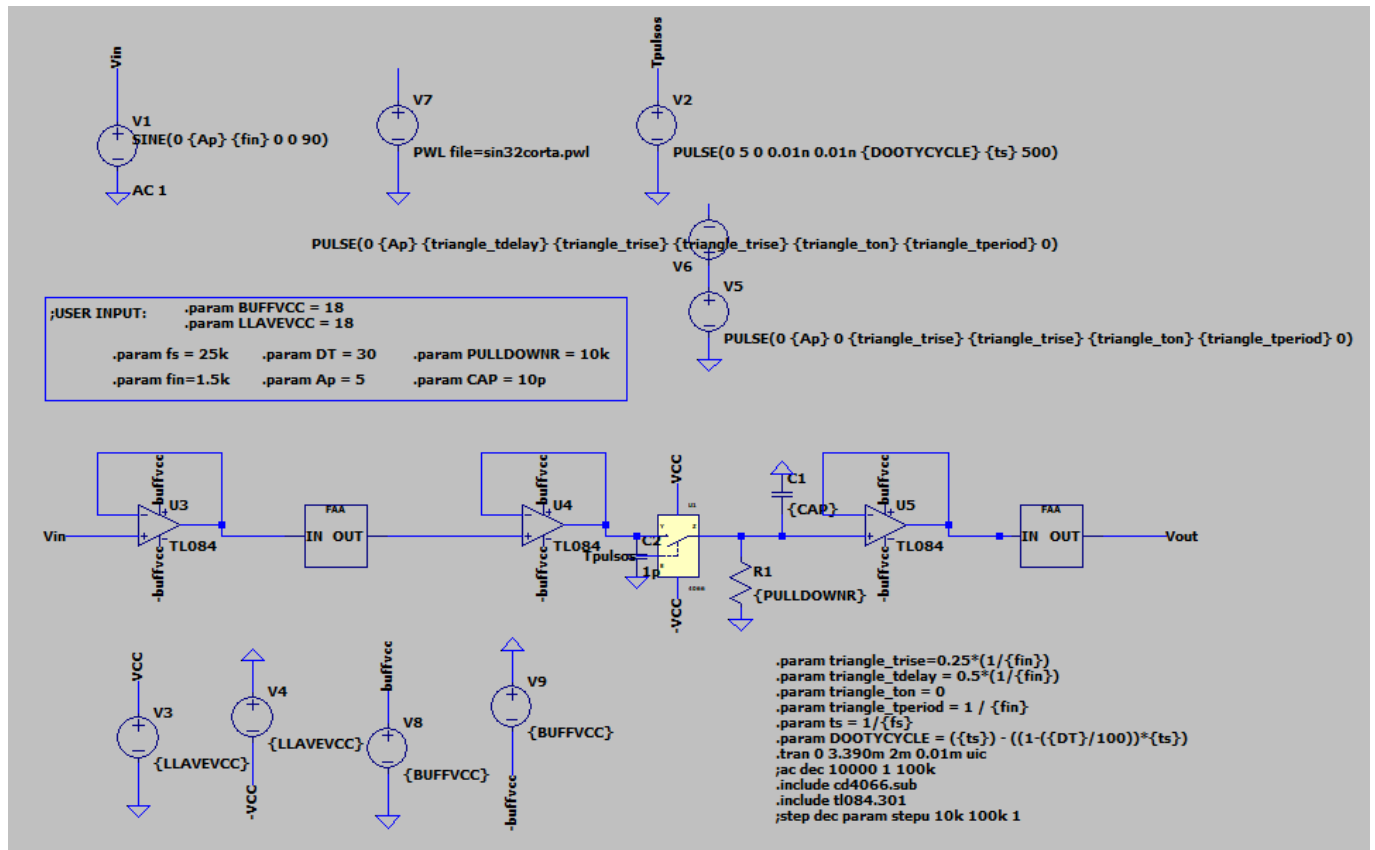 Vin
V1
SINE(0 {Ap} {fin} 0 0 90)
AC 1
V7
PWL file=sin32corta.pwl
Tpulsos
V2
PULSE(0 5 0 0.01n 0.01n {DOOTYCYCLE} {ts} 500)
PULSE(0 {Ap} {triangle_tdelay} {triangle_trise} {triangle_trise} {triangle_ton} {triangle_tperiod} 0)
V6
V5
PULSE(0 {Ap} 0 {triangle_trise} {triangle_trise} {triangle_ton} {triangle_tperiod} 0)
;USER INPUT:
.param BUFFVCC = 18
.param LLAVEVCC = 18
.param fs = 25k
.param DT = 30
.param PULLDOWNR = 10k
.param fin=1.5k
.param Ap = 5
.param CAP = 10p
Vin
buffvcc
U3
TL084
-buffvcc
FAA
IN OUT
buffvcc
U4
TL084
-buffvcc
C2
1p
Tpulsos
VCC
U1
Y
Z
-VCC
R1
{PULLDOWNR}
C1
{CAP}
buffvcc
U5
TL084
-buffvcc
FAA
IN OUT
Vout
VCC
V3
{LLAVEVCC}
V4
{LLAVEVCC}
-VCC
buffvcc
V8
{BUFFVCC}
V9
{BUFFVCC}
-buffvcc
.param triangle_trise=0.25*(1/{fin})
.param triangle_tdelay = 0.5*(1/{fin})
.param triangle_ton = 0
.param triangle_tperiod = 1 / {fin}
.param ts = 1/{fs}
.param DOOTYCYCLE = ({ts}) - ((1-({DT}/100))*{ts})
.tran 0 3.390m 2m 0.01m uic
;ac dec 10000 1 100k
.include cd4066.sub
.include tl084.301
;step dec param stepu 10k 100k 1